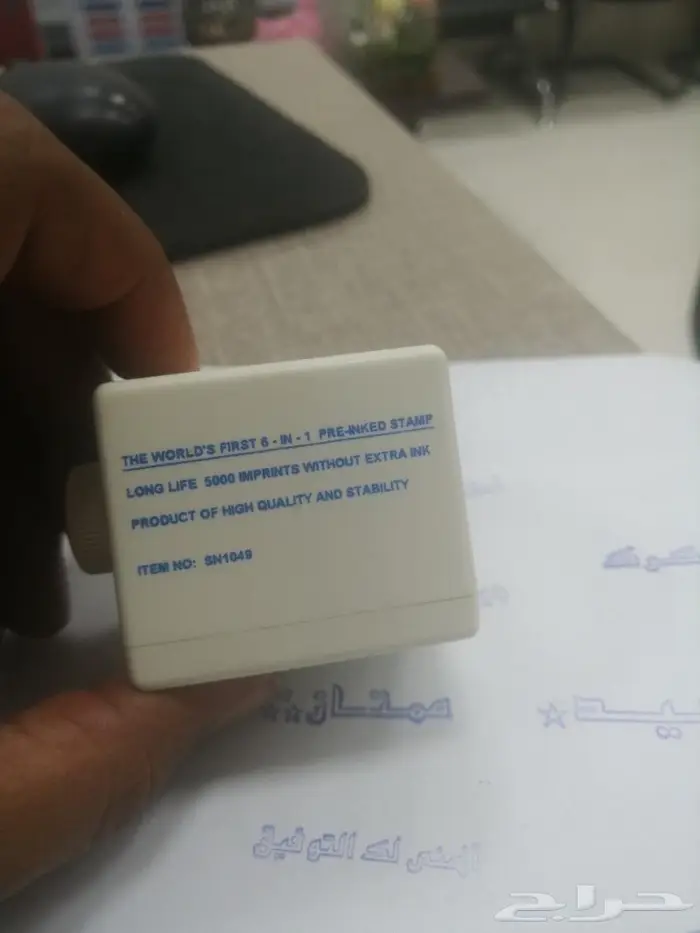 THE WORLD'S FIRST 6 - IN - 1 PRE-INKED STAMP
LONG LIFE 5000 IMPRINTS WITHOUT EXTRA INK
PRODUCT OF HIGH QUALITY AND STABILITY
ITEM NO: SN1049
ممتاز
أتمنى لك التوفيق
حراج